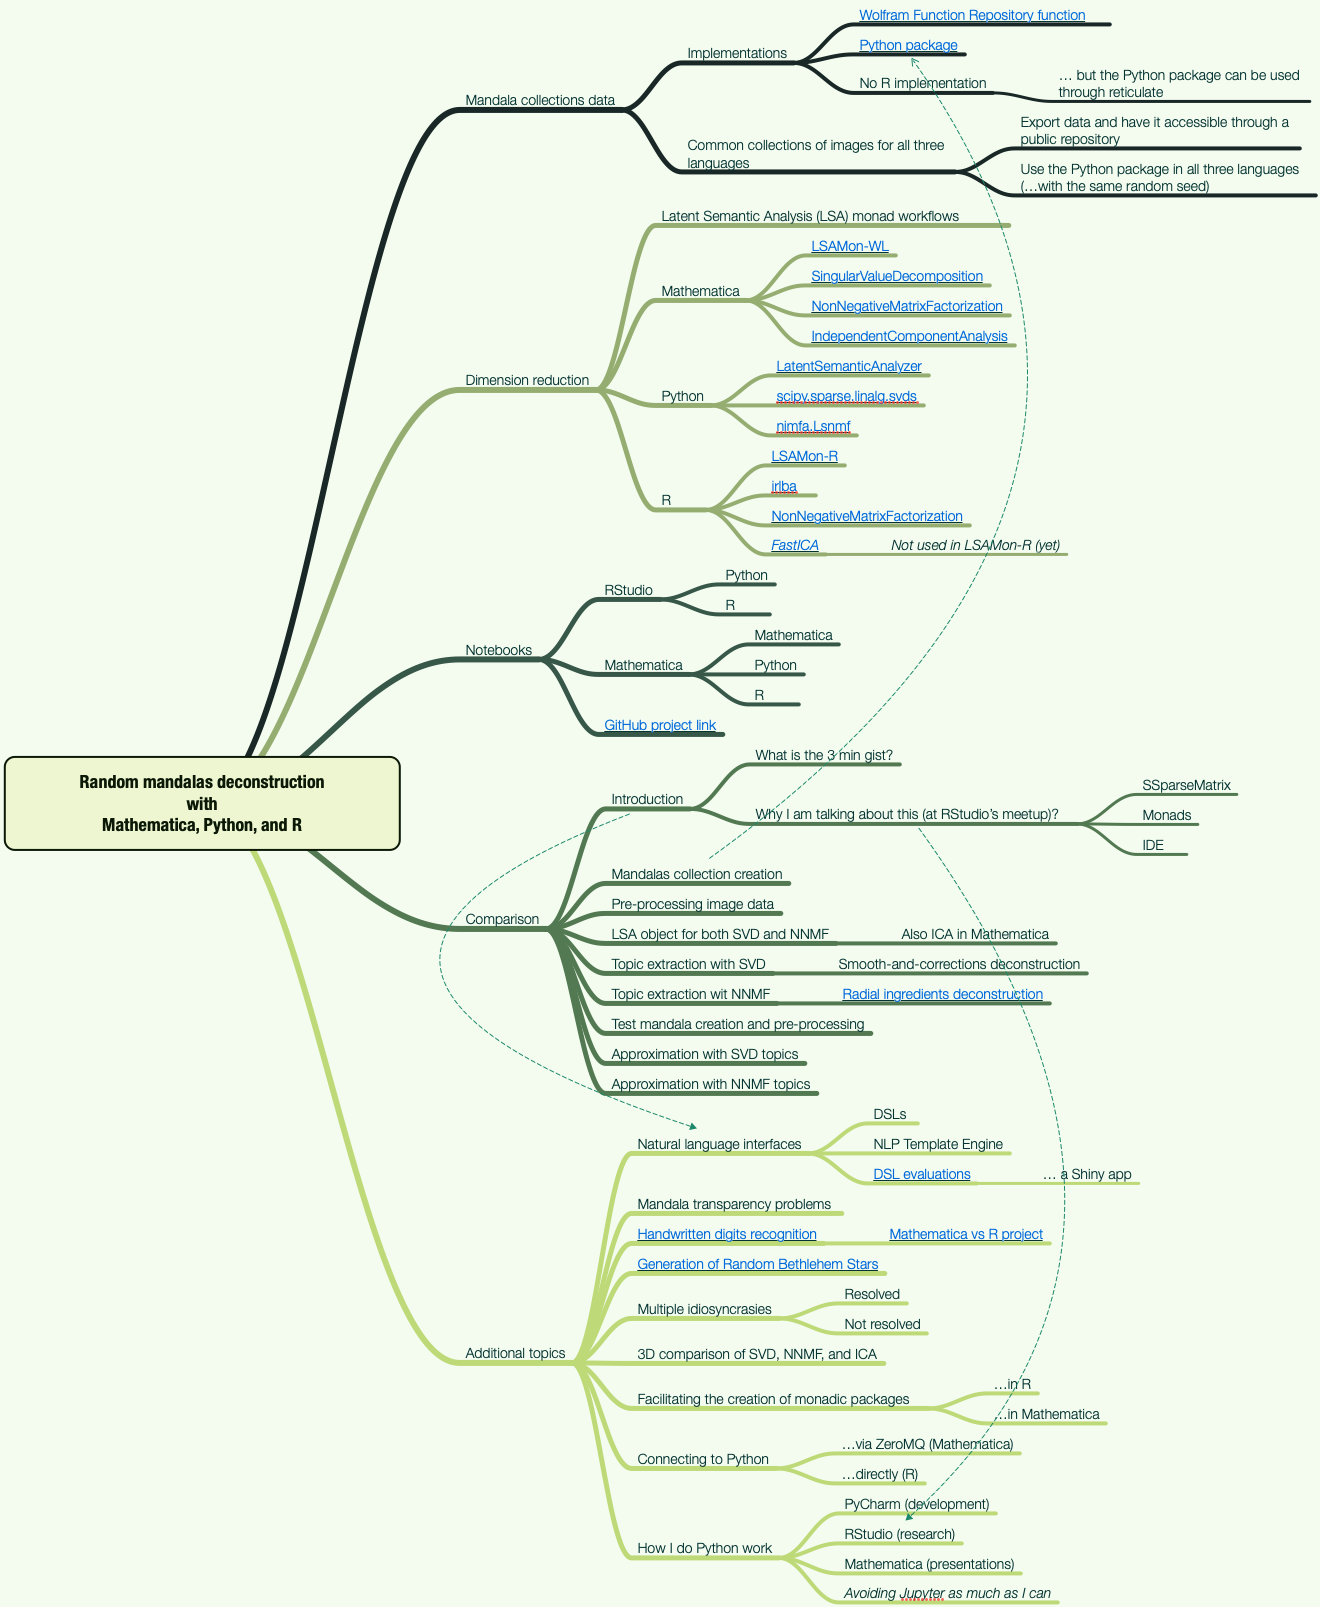 Wolfram Function Repository function
Python package
Implementations
No R implementation
… but the Python package can be used
through reticulate
Mandala collections data
Common collections of images for all three
languages
Export data and have it accessible through a
public repository
Use the Python package in all three languages
(…with the same random seed)
Latent Semantic Analysis (LSA) monad workflows
LSAMon-WL
SingularValueDecomposition
Mathematica
NonNegativeMatrixFactorization
IndependentComponentAnalysis
Dimension reduction
LatentSemanticAnalyzer
Python
scipy.sparse.linalg.svds
nimfa.Lsnmf
LSAMon-R
irlba
R
NonNegativeMatrixFactorization
FastICA
Not used in LSAMon-R (yet)
RStudio
Python
R
Notebooks
Mathematica
Mathematica
Python
R
GitHub project link
Random mandalas deconstruction
with
Mathematica, Python, and R
What is the 3 min gist?
Introduction
Why I am talking about this (at RStudio’s meetup)?
SSparseMatrix
Monads
IDE
Mandalas collection creation
Pre-processing image data
Comparison
LSA object for both SVD and NNMF
Also ICA in Mathematica
Topic extraction with SVD
Smooth-and-corrections deconstruction
Topic extraction wit NNMF
Radial ingredients deconstruction
Test mandala creation and pre-processing
Approximation with SVD topics
Approximation with NNMF topics
Natural language interfaces
DSLs
NLP Template Engine
DSL evaluations
… a Shiny app
Mandala transparency problems
Handwritten digits recognition
Mathematica vs R project
Generation of Random Bethlehem Stars
Multiple idiosyncrasies
Resolved
Not resolved
Additional topics
3D comparison of SVD, NNMF, and ICA
Facilitating the creation of monadic packages
…in R
…in Mathematica
Connecting to Python
…via ZeroMQ (Mathematica)
…directly (R)
How I do Python work
PyCharm (development)
RStudio (research)
Mathematica (presentations)
Avoiding Jupyter as much as I can